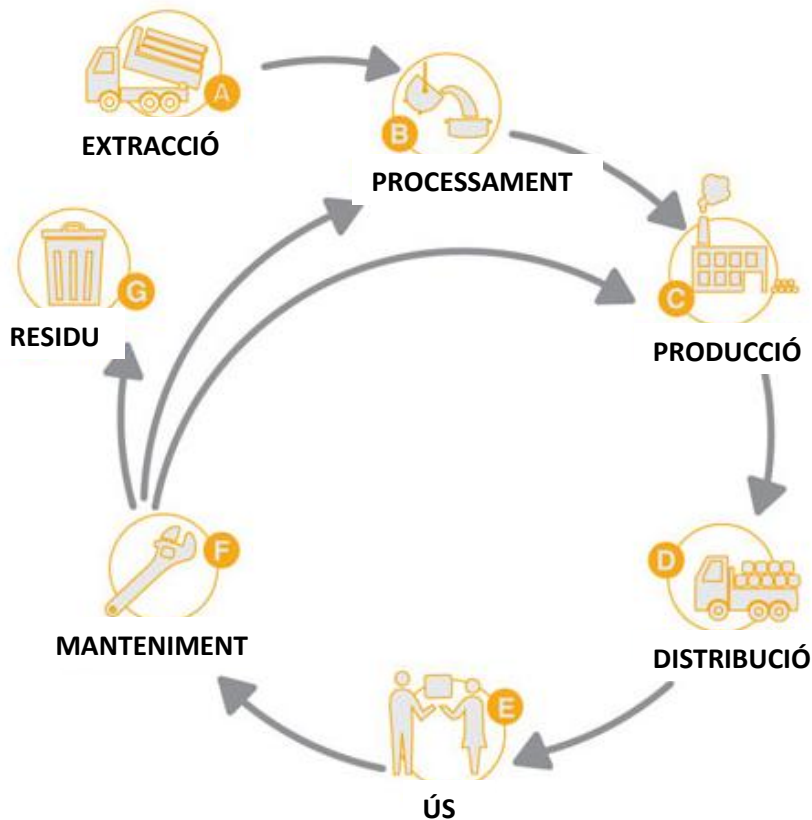 A
EXTRACCIÓ
B
PROCESSAMENT
C
PRODUCCIÓ
D
DISTRIBUCIÓ
E
ÚS
F
MANTENIMENT
G
RESIDU